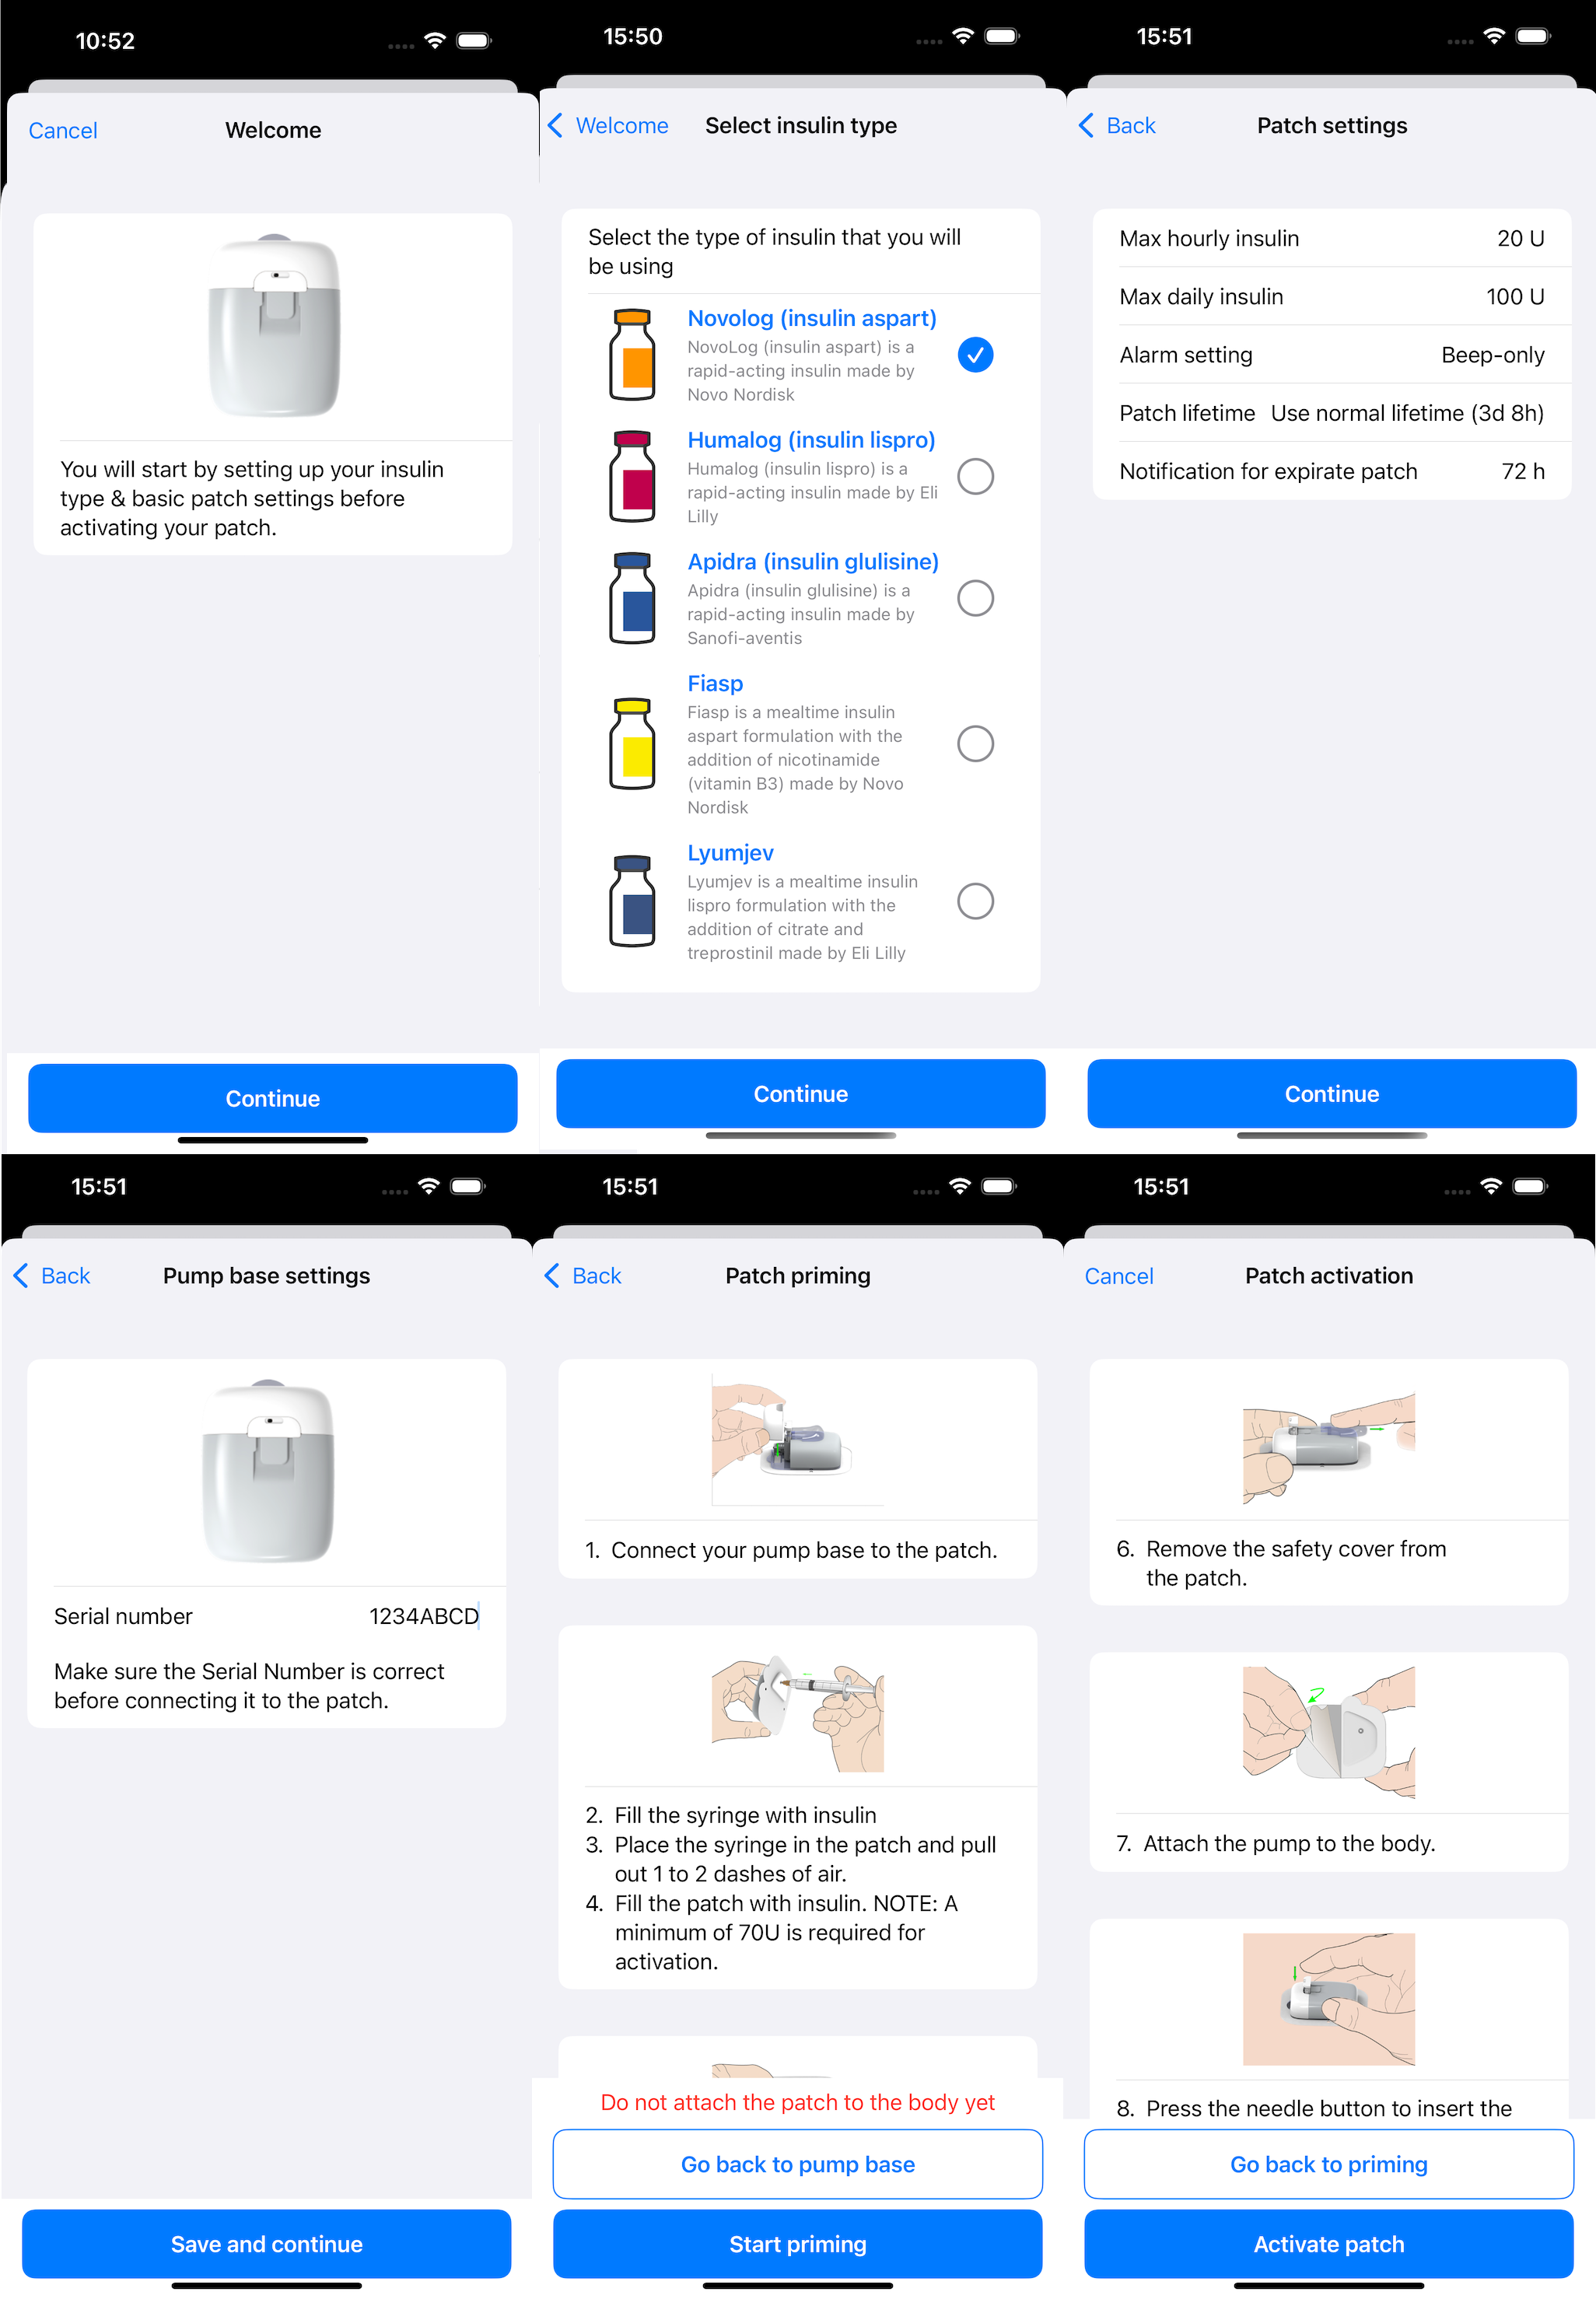 10:52
Cancel
Welcome
You will start by setting up your insulin
type & basic patch settings before
activating your patch.
Continue
15:50
Welcome
Select insulin type
Select the type of insulin that you will
be using
Novolog (insulin aspart)
NovoLog (insulin aspart) is a
rapid-acting insulin made by
Novo Nordisk
Humalog (insulin lispro)
Humalog (insulin lispro) is a
rapid-acting insulin made by Eli
Lilly
Apidra (insulin glulisine)
Apidra (insulin glulisine) is a
rapid-acting insulin made by
Sanofi-aventis
Fiasp
Fiasp is a mealtime insulin
aspart formulation with the
addition of nicotinamide
(vitamin B3) made by Novo
Nordisk
Lyumjev
Lyumjev is a mealtime insulin
lispro formulation with the
addition of citrate and
treprostinil made by Eli Lilly
Continue
15:51
Back
Patch settings
Max hourly insulin 20 U
Max daily insulin 100 U
Alarm setting Beep-only
Patch lifetime Use normal lifetime (3d 8h)
Notification for expirate patch 72 h
Continue
15:51
Back
Pump base settings
Serial number 1234ABCD
Make sure the Serial Number is correct
before connecting it to the patch.
Save and continue
15:51
Back
Patch priming
1. Connect your pump base to the patch.
2. Fill the syringe with insulin
3. Place the syringe in the patch and pull
out 1 to 2 dashes of air.
4. Fill the patch with insulin. NOTE: A
minimum of 70U is required for
activation.
Do not attach the patch to the body yet
Go back to pump base
Start priming
15:51
Cancel
Patch activation
6. Remove the safety cover from
the patch.
7. Attach the pump to the body.
8. Press the needle button to insert the
Go back to priming
Activate patch